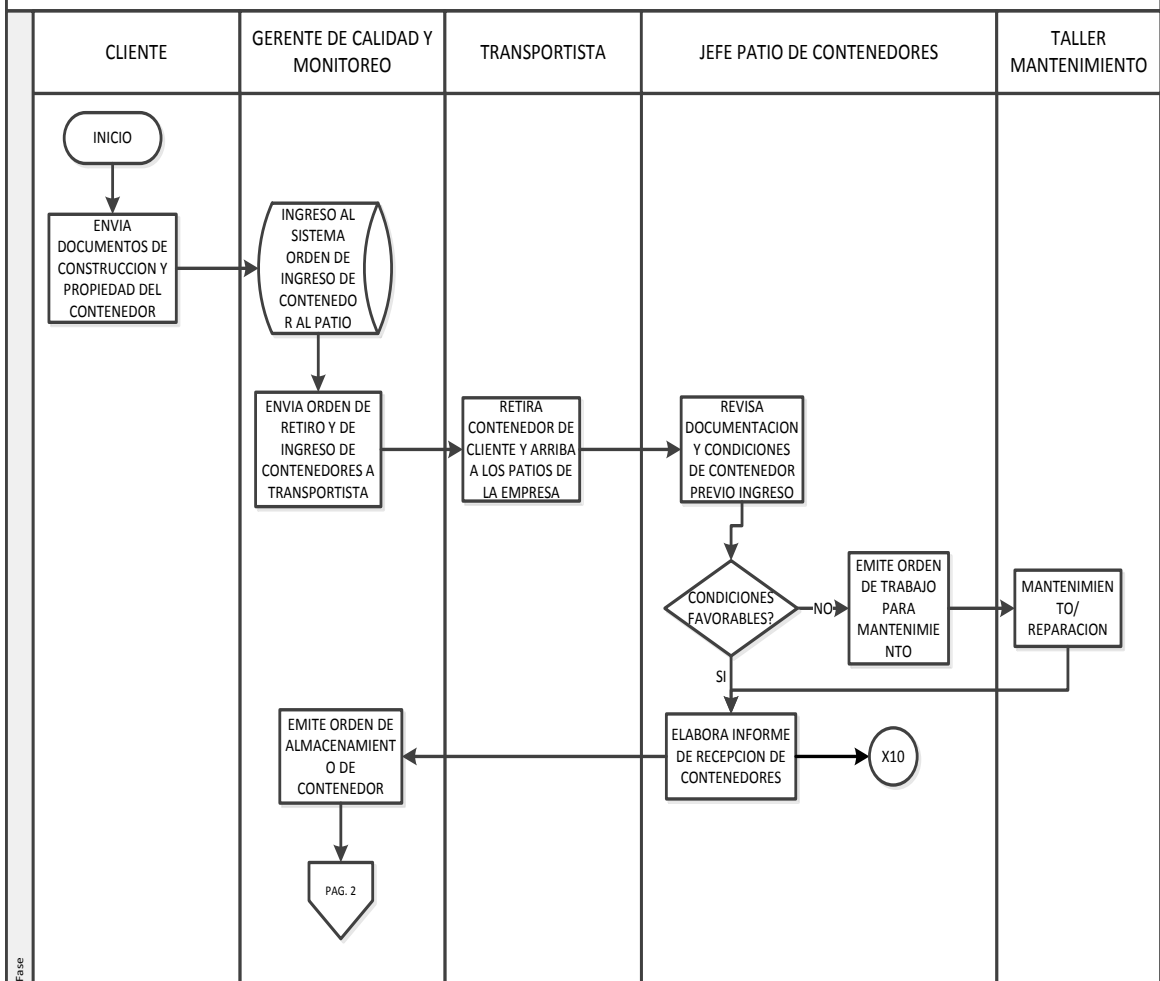 CLIENTE
GERENTE DE CALIDAD Y
MONITOREO
TRANSPORTISTA
JEFE PATIO DE CONTENEDORES
TALLER
MANTENIMIENTO
INICIO
ENVIA
DOCUMENTOS DE
CONSTRUCCION Y
PROPIEDAD DEL
CONTENEDOR
INGRESO AL
SISTEMA
ORDEN DE
INGRESO DE
CONTENEDO
R AL PATIO
ENVIA ORDEN DE
RETIRO Y DE
INGRESO DE
CONTENEDORES A
TRANSPORTISTA
RETIRA
CONTENEDOR DE
CLIENTE Y ARRIBA
A LOS PATIOS DE
LA EMPRESA
REVISA
DOCUMENTACION
Y CONDICIONES
DE CONTENEDOR
PREVIO INGRESO
CONDICIONES
FAVORABLES?
NO
EMITE ORDEN
DE TRABAJO
PARA
MANTENIMIE
NTO
MANTENIMIEN
TO/
REPARACION
SI
ELABORA INFORME
DE RECEPCION DE
CONTENEDORES
X10
EMITE ORDEN DE
ALMACENAMIENT
O DE
CONTENEDOR
PAG. 2
Fase